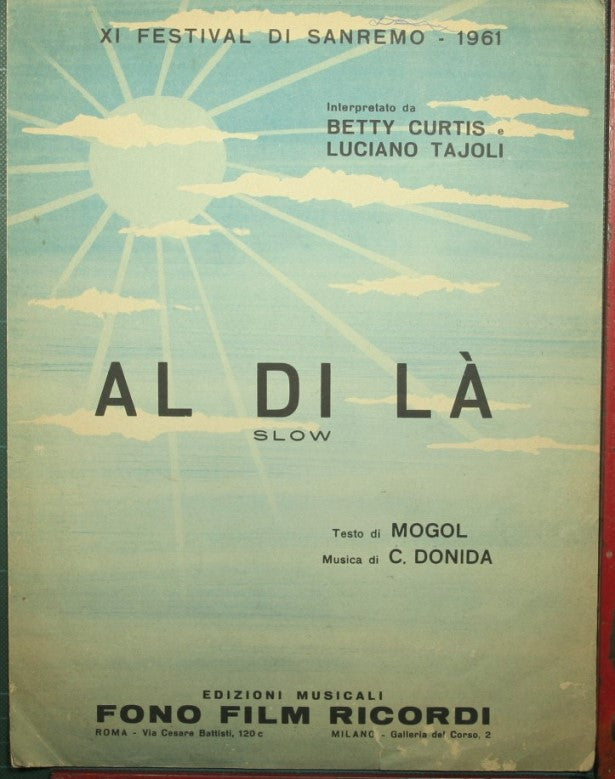 XI FESTIVAL DI SANREMO - 1961
Interpretato da
BETTY CURTIS e
LUCIANO TAJOLI
AL DI LÀ
SLOW
Testo di MOGOL
Musica di C. DONIDA
EDIZIONI MUSICALI
FONO FILM RICORDI
ROMA - Via Cesare Battisti, 120 c MILANO - Galleria del Corso, 2